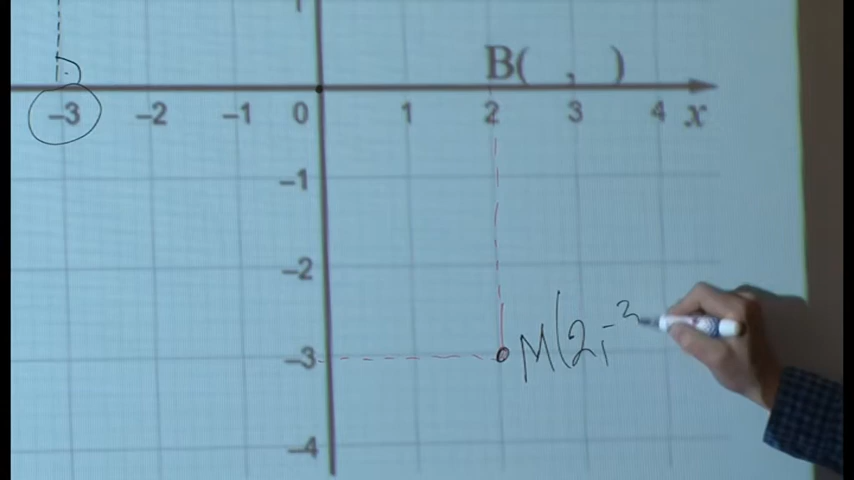 B( , )
–3 –2 –1 0 1 2 3 4 x
–1
–2
M(2;-3
–3
–4